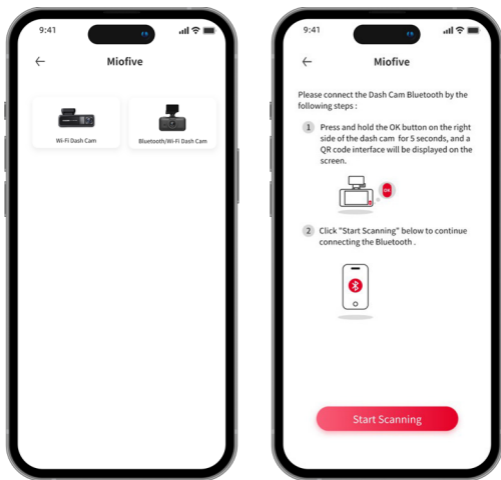 9:41
Miofive
Wi-Fi Dash Cam
Bluetooth/Wi-Fi Dash Cam
9:41
Miofive
Please connect the Dash Cam Bluetooth by the
following steps :
1 Press and hold the OK button on the right
side of the dash cam for 5 seconds, and a
QR code interface will be displayed on the
screen.
OK
2 Click "Start Scanning" below to continue
connecting the Bluetooth .
Start Scanning